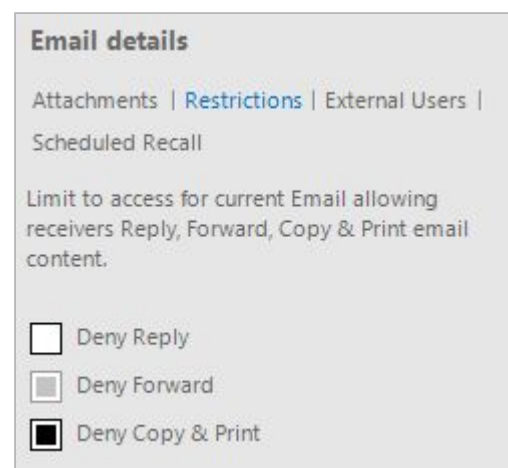 Email details
Attachments | Restrictions | External Users |
Scheduled Recall
Limit to access for current Email allowing
receivers Reply, Forward, Copy & Print email
content.
Deny Reply
Deny Forward
Deny Copy & Print